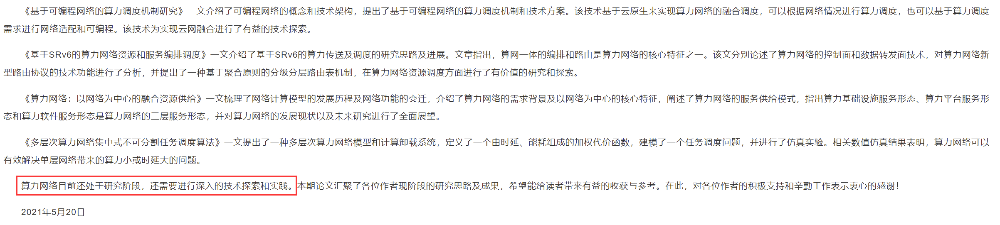 《基于可编程网络的算力调度机制研究》一文介绍了可编程网络的概念和技术架构，提出了基于可编程网络的算力调度机制和技术方案。该技术基于云原生来实现算力网络的融合调度，可以根据网络情况进行算力调度，也可以基于算力调度
需求进行网络适配和可编程。该技术为实现云网融合进行了有益的技术探索。
《基于SRv6的算力网络资源和服务编排调度》一文介绍了基于SRv6的算力传送及调度的研究思路及进展。文章指出，算网一体的编排和路由是算力网络的核心特征之一。该文分别论述了算力网络的控制面和数据转发面技术，对算力网络新
型路由协议的技术功能进行了分析，并提出了一种基于聚合原则的分级分层路由表机制，在算力网络资源调度方面进行了有价值的研究和探索。
《算力网络：以网络为中心的融合资源供给》一文梳理了网络计算模型的发展历程及网络功能的变迁，介绍了算力网络的需求背景及以网络为中心的核心特征，阐述了算力网络的服务供给模式，指出算力基础设施服务形态、算力平台服务形
态和算力软件服务形态是算力网络的三层服务形态，并对算力网络的发展现状以及未来研究进行了全面展望。
《多层次算力网络集中式不可分割任务调度算法》一文提出了一种多层次算力网络模型和计算卸载系统，定义了一个由时延、能耗组成的加权代价函数，建模了一个任务调度问题，并进行了仿真实验。相关数值仿真结果表明，算力网络可以
有效解决单层网络带来的算力小或时延大的问题。
算力网络目前还处于研究阶段，还需要进行深入的技术探索和实践。本期论文汇聚了各位作者现阶段的研究思路及成果，希望能给读者带来有益的收获与参考。在此，对各位作者的积极支持和辛勤工作表示衷心的感谢！
2021年5月20日